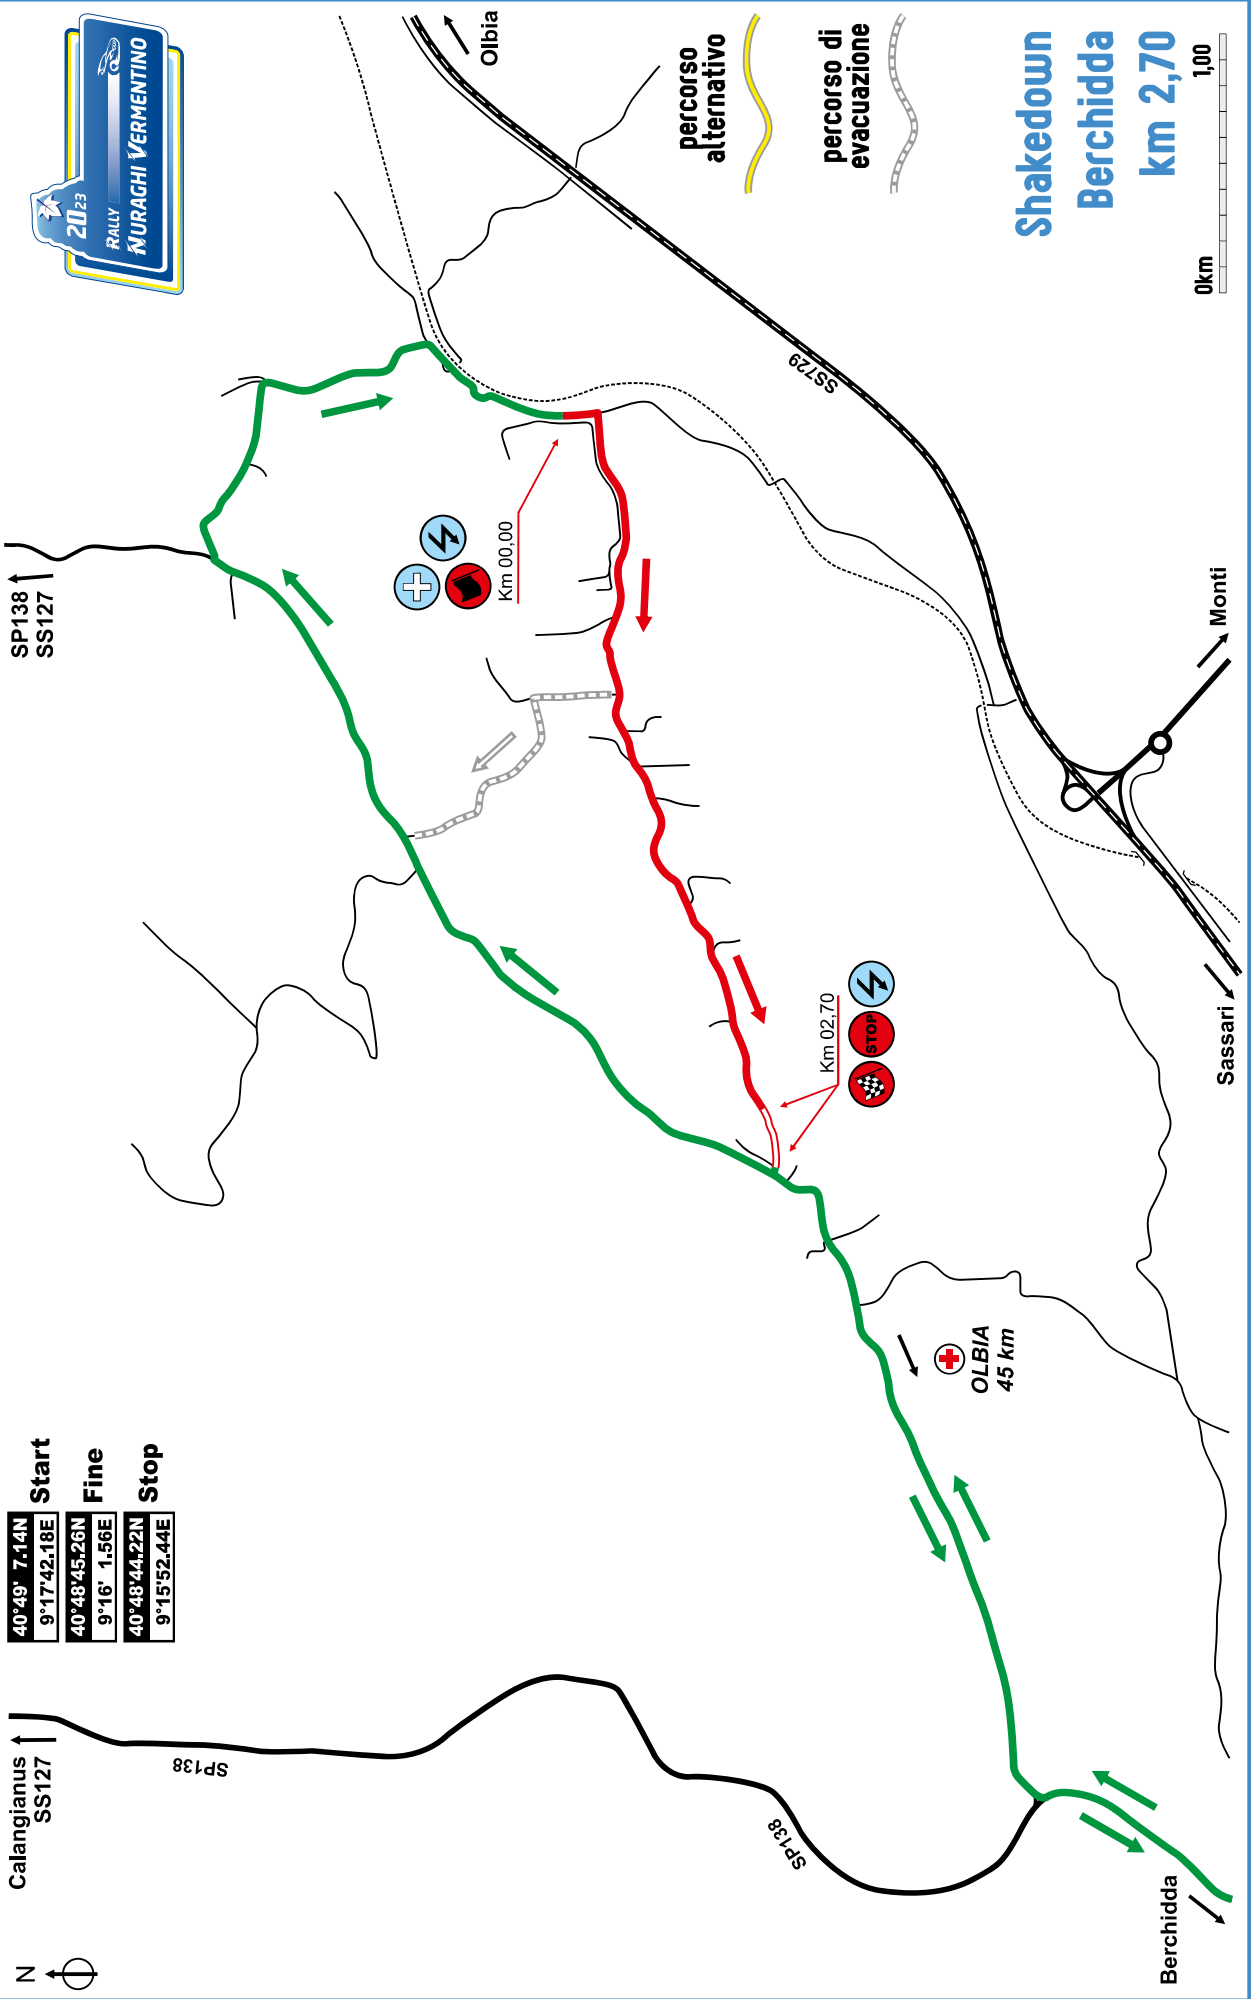 N
Calangianus
SS127
SP138
SP138
Berchidda
40°49' 7.14N
9°17'42.18E
Start
40°48'45.26N
9°16' 1.56E
Fine
40°48'44.22N
9°15'52.44E
Stop
SP138
SS127
2023
RALLY
NURAGHI VERMENTINO
Km 00,00
Km 02,70
STOP
OLBIA
45 km
Olbia
SS729
Monti
Sassari
percorso
alternativo
percorso di
evacuazione
Shakedown
Berchidda
km 2,70
0km
1,00